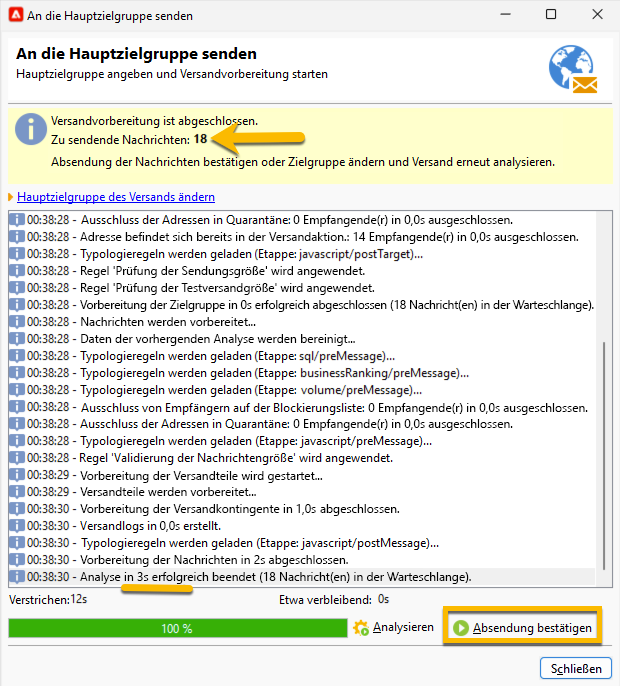 An die Hauptzielgruppe senden
An die Hauptzielgruppe senden
Hauptzielgruppe angeben und Versandvorbereitung starten
Versandvorbereitung ist abgeschlossen.
Zu sendende Nachrichten: 18
Absendung der Nachrichten bestätigen oder Zielgruppe ändern und Versand erneut analysieren.
Hauptzielgruppe des Versands ändern
00:38:28 - Ausschuss der Adressen in Quarantäne: 0 Empfangende(r) in 0,0s ausgeschlossen.
00:38:28 - Adresse befindet sich bereits in der Versandaktion.: 14 Empfangende(r) in 0,0s ausgeschlossen.
00:38:28 - Typologieregeln werden geladen (Etappe: javascript/postTarget)...
00:38:28 - Regel 'Prüfung der Sendungsgröße' wird angewendet.
00:38:28 - Regel 'Prüfung der Testversandgröße' wird angewendet.
00:38:28 - Vorbereitung der Zielgruppe in 0s erfolgreich abgeschlossen (18 Nachricht(en) in der Warteschlange).
00:38:28 - Nachrichten werden vorbereitet...
00:38:28 - Daten der vorhergenden Analyse werden bereinigt...
00:38:28 - Typologieregeln werden geladen (Etappe: sql/preMessage)...
00:38:28 - Typologieregeln werden geladen (Etappe: businessRanking/preMessage)...
00:38:28 - Typologieregeln werden geladen (Etappe: volume/preMessage)...
00:38:28 - Ausschuss von Empfängern auf der Blockierungsliste: 0 Empfangende(r) in 0,0s ausgeschlossen.
00:38:28 - Ausschuss der Adressen in Quarantäne: 0 Empfangende(r) in 0,0s ausgeschlossen.
00:38:28 - Typologieregeln werden geladen (Etappe: javascript/preMessage)...
00:38:28 - Regel 'Validierung der Nachrichtengröße' wird angewendet.
00:38:29 - Vorbereitung der Versandteile wird gestartet...
00:38:29 - Versandteile werden vorbereitet...
00:38:30 - Vorbereitung der Versandkontingente in 1,0s abgeschlossen.
00:38:30 - Versandlogs in 0,0s erstellt.
00:38:30 - Typologieregeln werden geladen (Etappe: javascript/postMessage)...
00:38:30 - Vorbereitung der Nachrichten in 2s abgeschlossen.
00:38:30 - Analyse in 3s erfolgreich beendet (18 Nachricht(en) in der Warteschlange).
Verstrichen:12s Etwa verbleibend: 0s
100 % Analysieren Absendung bestätigen
Schließen